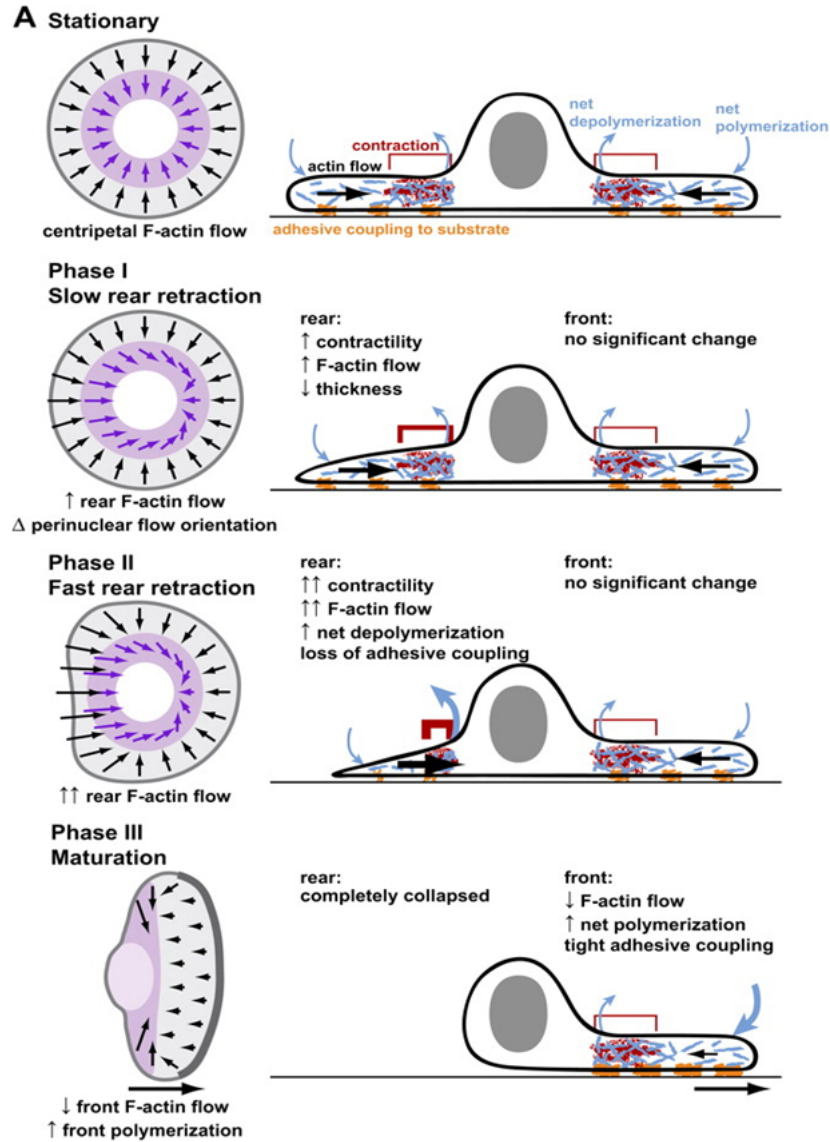 A Stationary
net
depolymerization
net
polymerization
contraction
actin flow
centripetal F-actin flow
adhesive coupling to substrate
Phase I
Slow rear retraction
rear:
↑ contractility
↑ F-actin flow
↓ thickness
front:
no significant change
↑ rear F-actin flow
Δ perinuclear flow orientation
Phase II
Fast rear retraction
rear:
↑↑ contractility
↑↑ F-actin flow
↑ net depolymerization
loss of adhesive coupling
front:
no significant change
↑↑ rear F-actin flow
Phase III
Maturation
rear:
completely collapsed
front:
↓ F-actin flow
↑ net polymerization
tight adhesive coupling
↓ front F-actin flow
↑ front polymerization